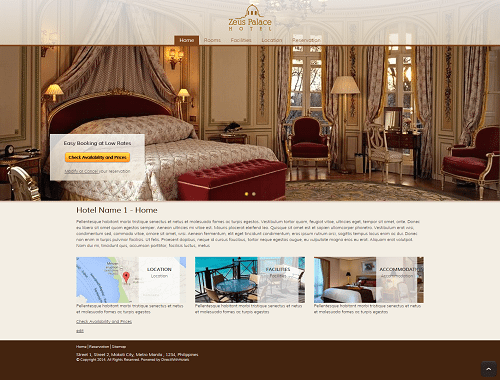 Zeus Palace
HOTEL
Home Rooms Facilities Location Reservation
Easy Booking at Low Rates
Check Availability and Prices
Modify or Cancel your reservation
Hotel Name 1 - Home
Pellentesque habitant morbi tristique senectus et netus et malesuada fames ac turpis egestas. Vestibulum tortor quam, feugiat vitae, ultricies eget, tempor sit amet, ante. Donec
eu libero sit amet quam egestas semper. Aenean ultricies mi vitae est. Mauris placerat eleifend leo. Quisque sit amet est et sapien ullamcorper pharetra. Vestibulum erat wisi,
condimentum sed, commodo vitae, ornare sit amet, wisi. Aenean fermentum, elit eget tincidunt condimentum, eros ipsum rutrum orci, sagittis tempus lacus enim ac dui. Donec
non enim in turpis pulvinar facilisis. Ut felis. Praesent dapibus, neque id cursus faucibus, tortor neque egestas augue, eu vulputate magna eros eu erat. Aliquam erat volutpat.
Nam dui mi, tincidunt quis, accumsan porttitor, facilisis luctus, metus
LOCATION
Location
FACILITIES
Facilities
ACCOMMODATION
Accommodation
Pellentesque habitant morbi tristique senectus et netus
et malesuada fames ac turpis egestas
Pellentesque habitant morbi tristique senectus et netus
et malesuada fames ac turpis egestas
Pellentesque habitant morbi tristique senectus et netus
et malesuada fames ac turpis egestas
Check Availability and Prices
edit
Home | Reservation | Sitemap
Street 1, Street 2, Makati City, Metro Manila , 1234, Philippines
© Copyright 2014. All Rights Reserved. Powered by DirectWithHotels